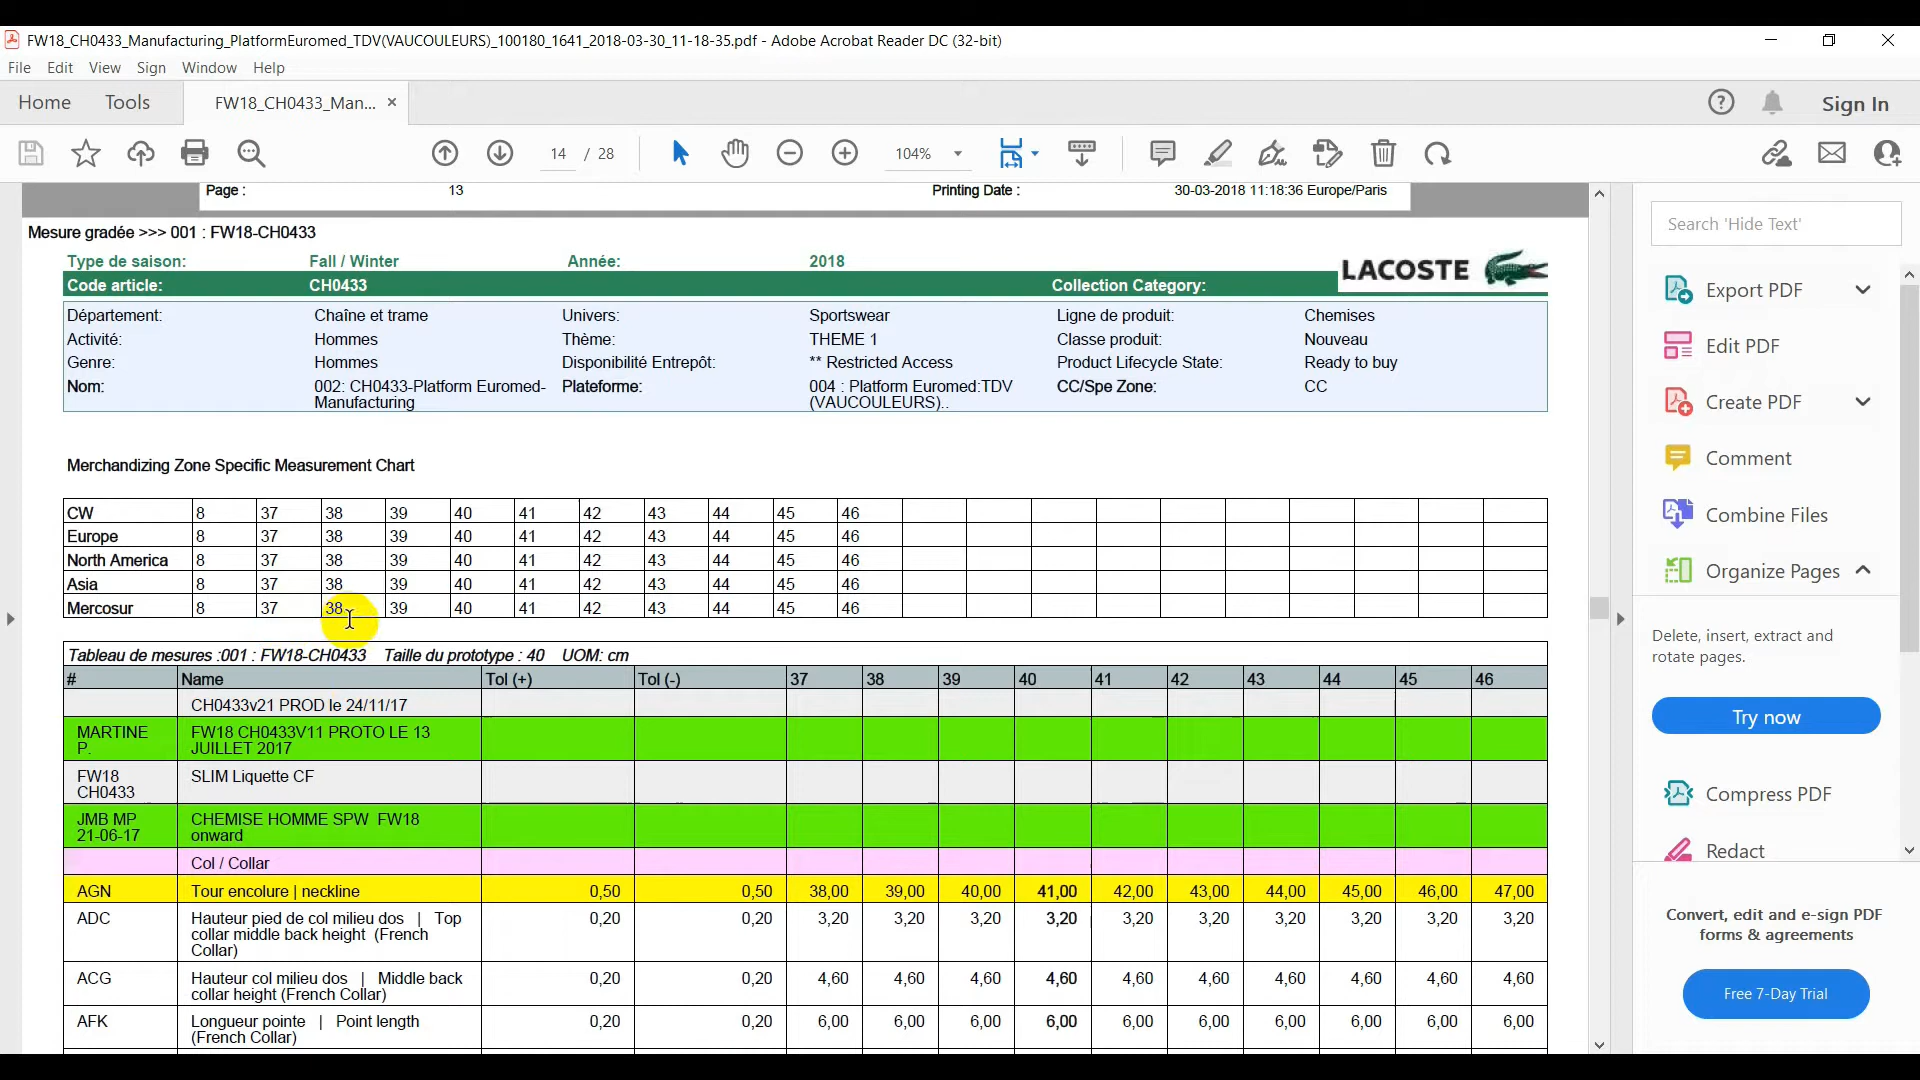 FW18_CH0433_Manufacturing_PlatformEuromed_TDV(VAUCOULEURS)_100180_1641_2018-03-30_11-18-35.pdf - Adobe Acrobat Reader DC (32-bit)
File Edit View Sign Window Help
Home Tools FW18_CH0433_Man... × Sign In
14 / 28 104%
Page : 13 Printing Date : 30-03-2018 11:18:36 Europe/Paris
Mesure gradée >>> 001 : FW18-CH0433
Type de saison: Fall / Winter Année: 2018 LACOSTE
Code article: CH0433 Collection Category:
Département: Chaîne et trame Univers: Sportswear Ligne de produit: Chemises
Activité: Hommes Thème: THEME 1 Classe produit: Nouveau
Genre: Hommes Disponibilité Entrepôt: ** Restricted Access Product Lifecycle State: Ready to buy
Nom: 002: CH0433-Platform Euromed- Plateforme: 004 : Platform Euromed:TDV CC/Spe Zone: CC
Manufacturing (VAUCOULEURS)..
Merchandizing Zone Specific Measurement Chart
CW 8 37 38 39 40 41 42 43 44 45 46
Europe 8 37 38 39 40 41 42 43 44 45 46
North America 8 37 38 39 40 41 42 43 44 45 46
Asia 8 37 38 39 40 41 42 43 44 45 46
Mercosur 8 37 38 39 40 41 42 43 44 45 46
Tableau de mesures :001 : FW18-CH0433 Taille du prototype : 40 UOM: cm
# Name Tol (+) Tol (-) 37 38 39 40 41 42 43 44 45 46
CH0433v21 PROD le 24/11/17
MARTINE FW18 CH0433V11 PROTO LE 13
P. JUILLET 2017
FW18 SLIM Liquette CF
CH0433
JMB MP CHEMISE HOMME SPW FW18
21-06-17 onward
Col / Collar
AGN Tour encolure | neckline 0,50 0,50 38,00 39,00 40,00 41,00 42,00 43,00 44,00 45,00 46,00 47,00
ADC Hauteur pied de col milieu dos | Top 0,20 0,20 3,20 3,20 3,20 3,20 3,20 3,20 3,20 3,20 3,20 3,20
collar middle back height (French
Collar)
ACG Hauteur col milieu dos | Middle back 0,20 0,20 4,60 4,60 4,60 4,60 4,60 4,60 4,60 4,60 4,60 4,60
collar height (French Collar)
AFK Longueur pointe | Point length 0,20 0,20 6,00 6,00 6,00 6,00 6,00 6,00 6,00 6,00 6,00 6,00
(French Collar)
Search 'Hide Text'
Export PDF
Edit PDF
Create PDF
Comment
Combine Files
Organize Pages
Delete, insert, extract and
rotate pages.
Try now
Compress PDF
Redact
Convert, edit and e-sign PDF
forms & agreements
Free 7-Day Trial